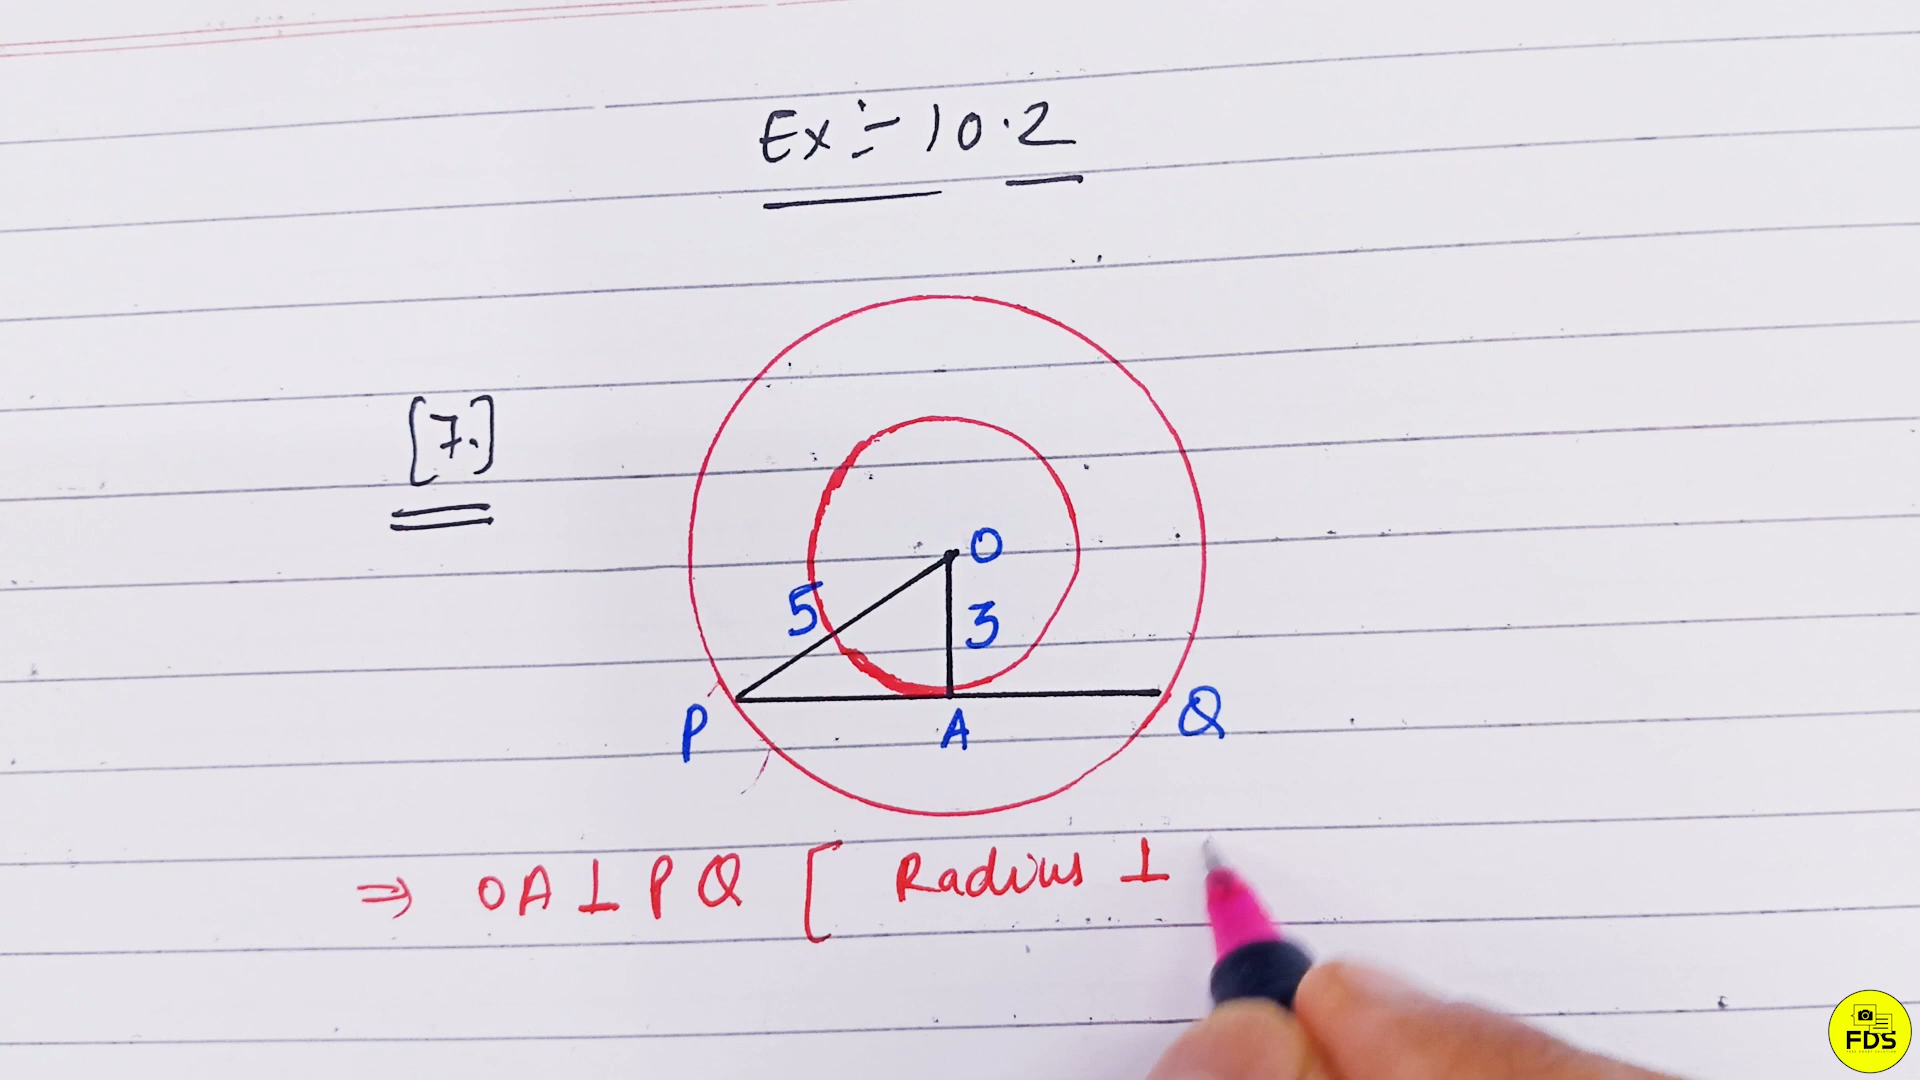 Ex:- 10.2
[7.]
O
5
3
P
A
Q
⇒ OA ⊥ PQ [ Radius ⊥
FDS